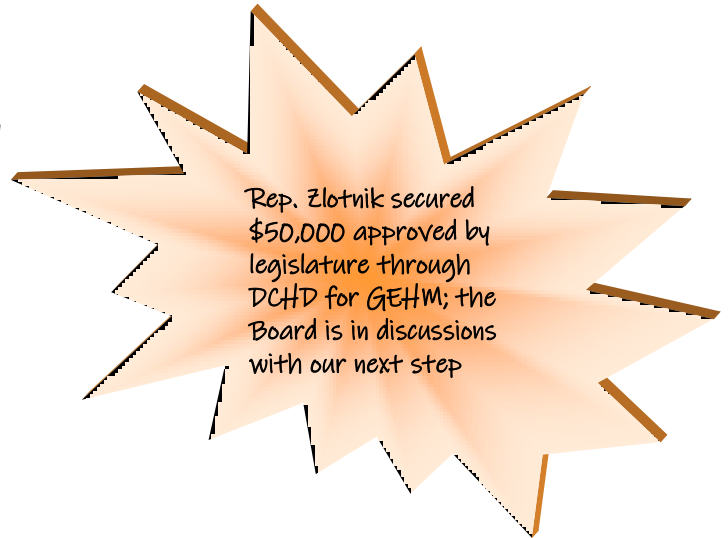 Rep. Zlotnik secured
$50,000 approved by
legislature through
DCHD for GEHM; the
Board is in discussions
with our next step